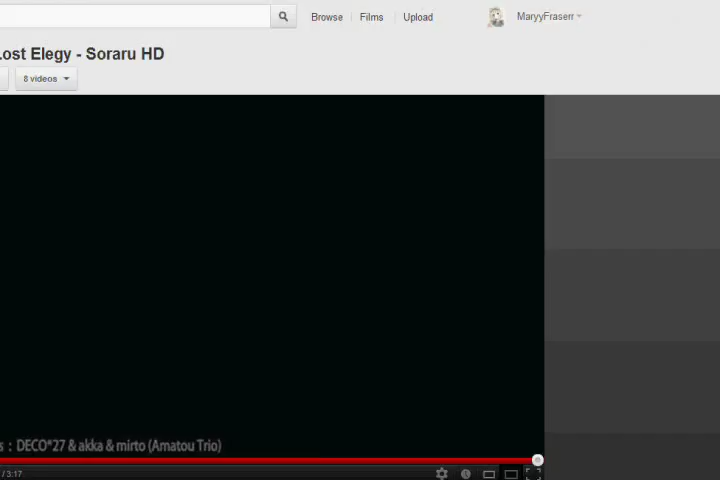 Browse Films Upload MaryyFraserr
Lost Elegy - Soraru HD
8 videos
s : DECO*27 & akka & mirto (Amatou Trio)
/ 3:17